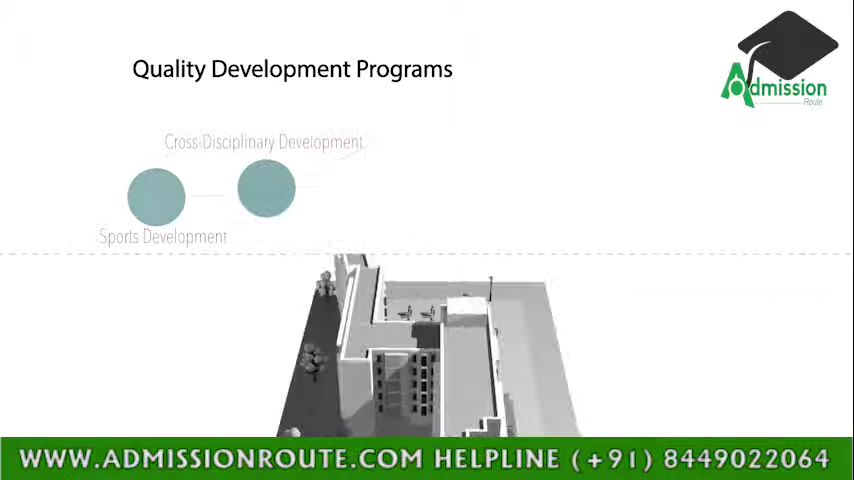 Quality Development Programs
Admission
Route
Cross-Disciplinary Development
Sports Development
WWW.ADMISSIONROUTE.COM HELPLINE (+91) 8449022064